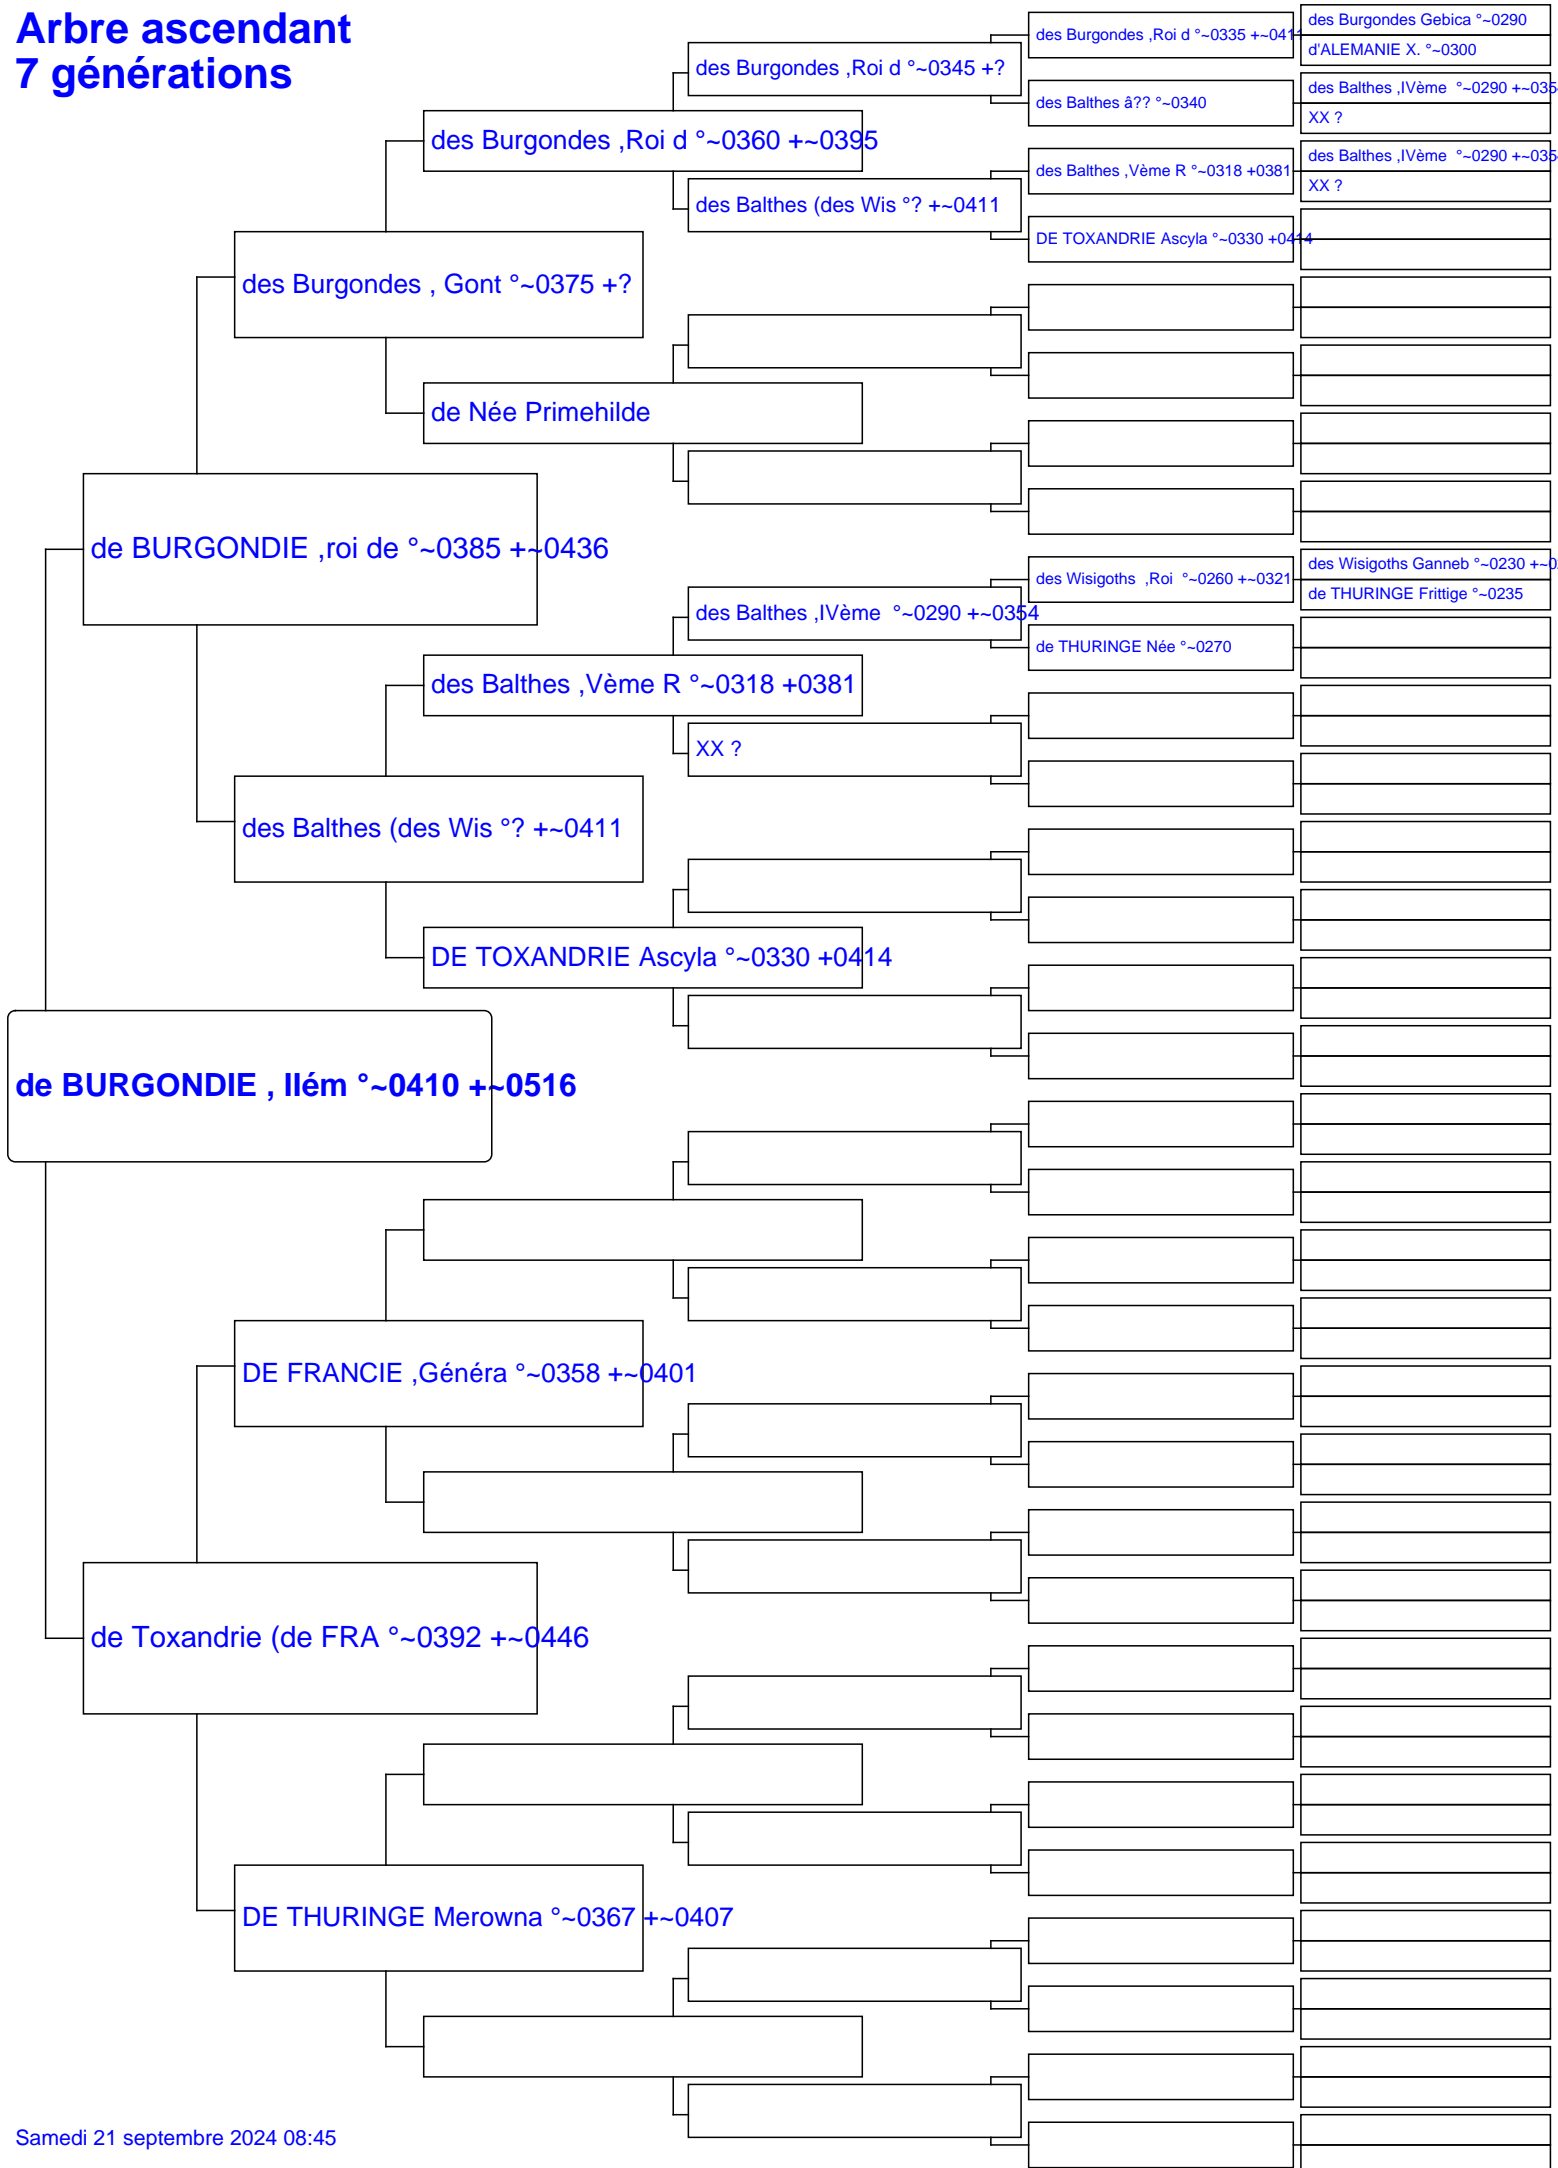 Arbre ascendant
7 générations
des Burgondes ,Roi d °~0335 +~041
des Burgondes Gebica °~0290
d'ALEMANIE X. °~0300
des Burgondes ,Roi d °~0345 +?
des Balthes â?? °~0340
des Balthes ,IVème °~0290 +~035
XX ?
des Burgondes ,Roi d °~0360 +~0395
des Balthes ,Vème R °~0318 +0381
des Balthes ,IVème °~0290 +~035
XX ?
des Balthes (des Wis °? +~0411
DE TOXANDRIE Ascyla °~0330 +0414
des Burgondes , Gont °~0375 +?
de Née Primehilde
de BURGONDIE ,roi de °~0385 +~0436
des Wisigoths ,Roi °~0260 +~0321
des Wisigoths Ganneb °~0230 +~0
de THURINGE Frittige °~0235
des Balthes ,IVème °~0290 +~0354
de THURINGE Née °~0270
des Balthes ,Vème R °~0318 +0381
XX ?
des Balthes (des Wis °? +~0411
DE TOXANDRIE Ascyla °~0330 +0414
de BURGONDIE , IIém °~0410 +~0516
DE FRANCIE ,Généra °~0358 +~0401
de Toxandrie (de FRA °~0392 +~0446
DE THURINGE Merowna °~0367 +~0407
Samedi 21 septembre 2024 08:45